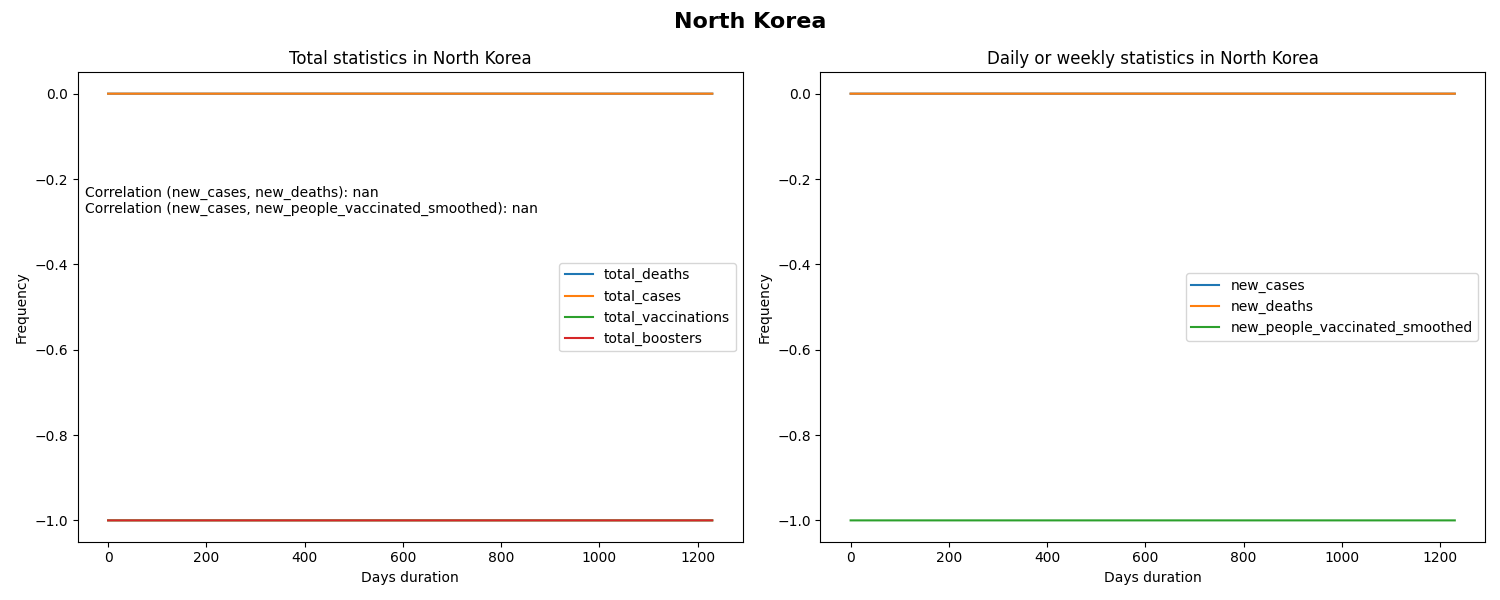 North Korea
Total statistics in North Korea
0.0
−0.2
−0.4
−0.6
−0.8
−1.0
Frequency
Correlation (new_cases, new_deaths): nan
Correlation (new_cases, new_people_vaccinated_smoothed): nan
total_deaths
total_cases
total_vaccinations
total_boosters
0 200 400 600 800 1000 1200
Days duration
Daily or weekly statistics in North Korea
0.0
−0.2
−0.4
−0.6
−0.8
−1.0
Frequency
new_cases
new_deaths
new_people_vaccinated_smoothed
0 200 400 600 800 1000 1200
Days duration